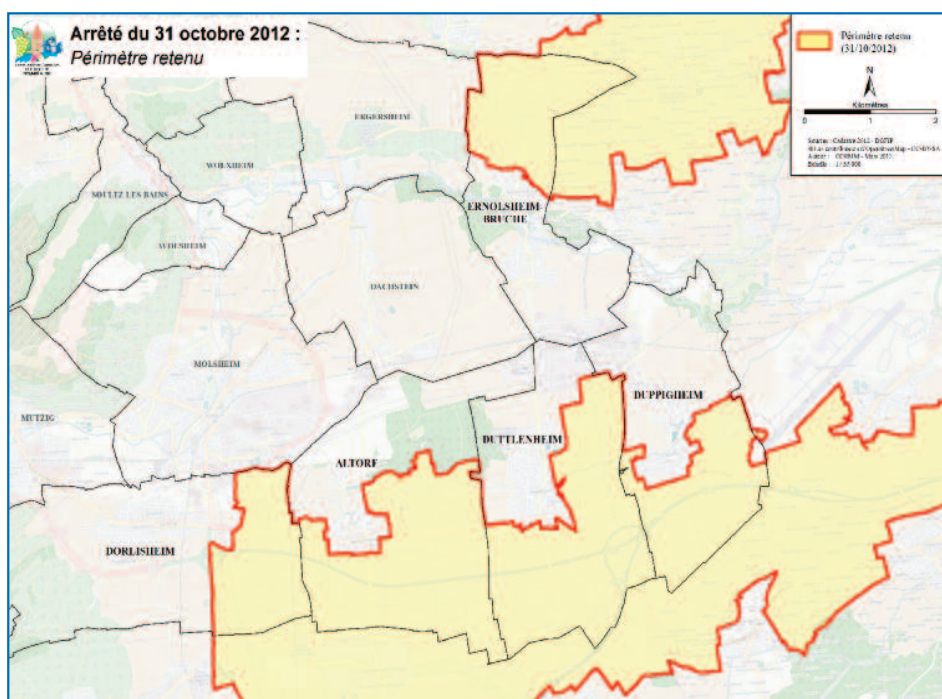 Arrêté du 31 octobre 2012 :
Périmètre retenu
Périmètre retenu
(31/10/2012)
N
Kilomètres
0 1 2
ERGERSHEIM
WOLXHEIM
SOULTZ LES BAINS
AVOLSHEIM
ERNOLSHEIM-
BRUCHE
DACHSTEIN
MOLSHEIM
MUTZIG
DUPPIGHEIM
DUTTLENHEIM
ALTORF
DORLISHEIM